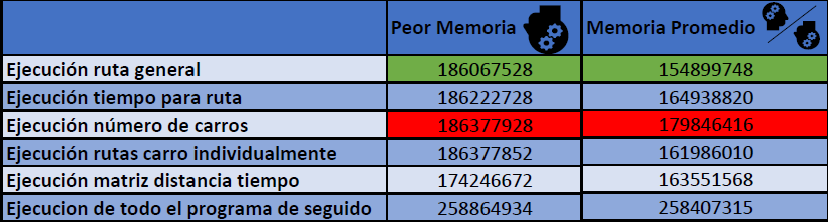 Peor Memoria Memoria Promedio
Ejecución ruta general 186067528 154899748
Ejecución tiempo para ruta 186222728 164938820
Ejecución número de carros 186377928 179846416
Ejecución rutas carro individualmente 186377852 161986010
Ejecución matriz distancia tiempo 174246672 163551568
Ejecucion de todo el programa de seguido 258864934 258407315